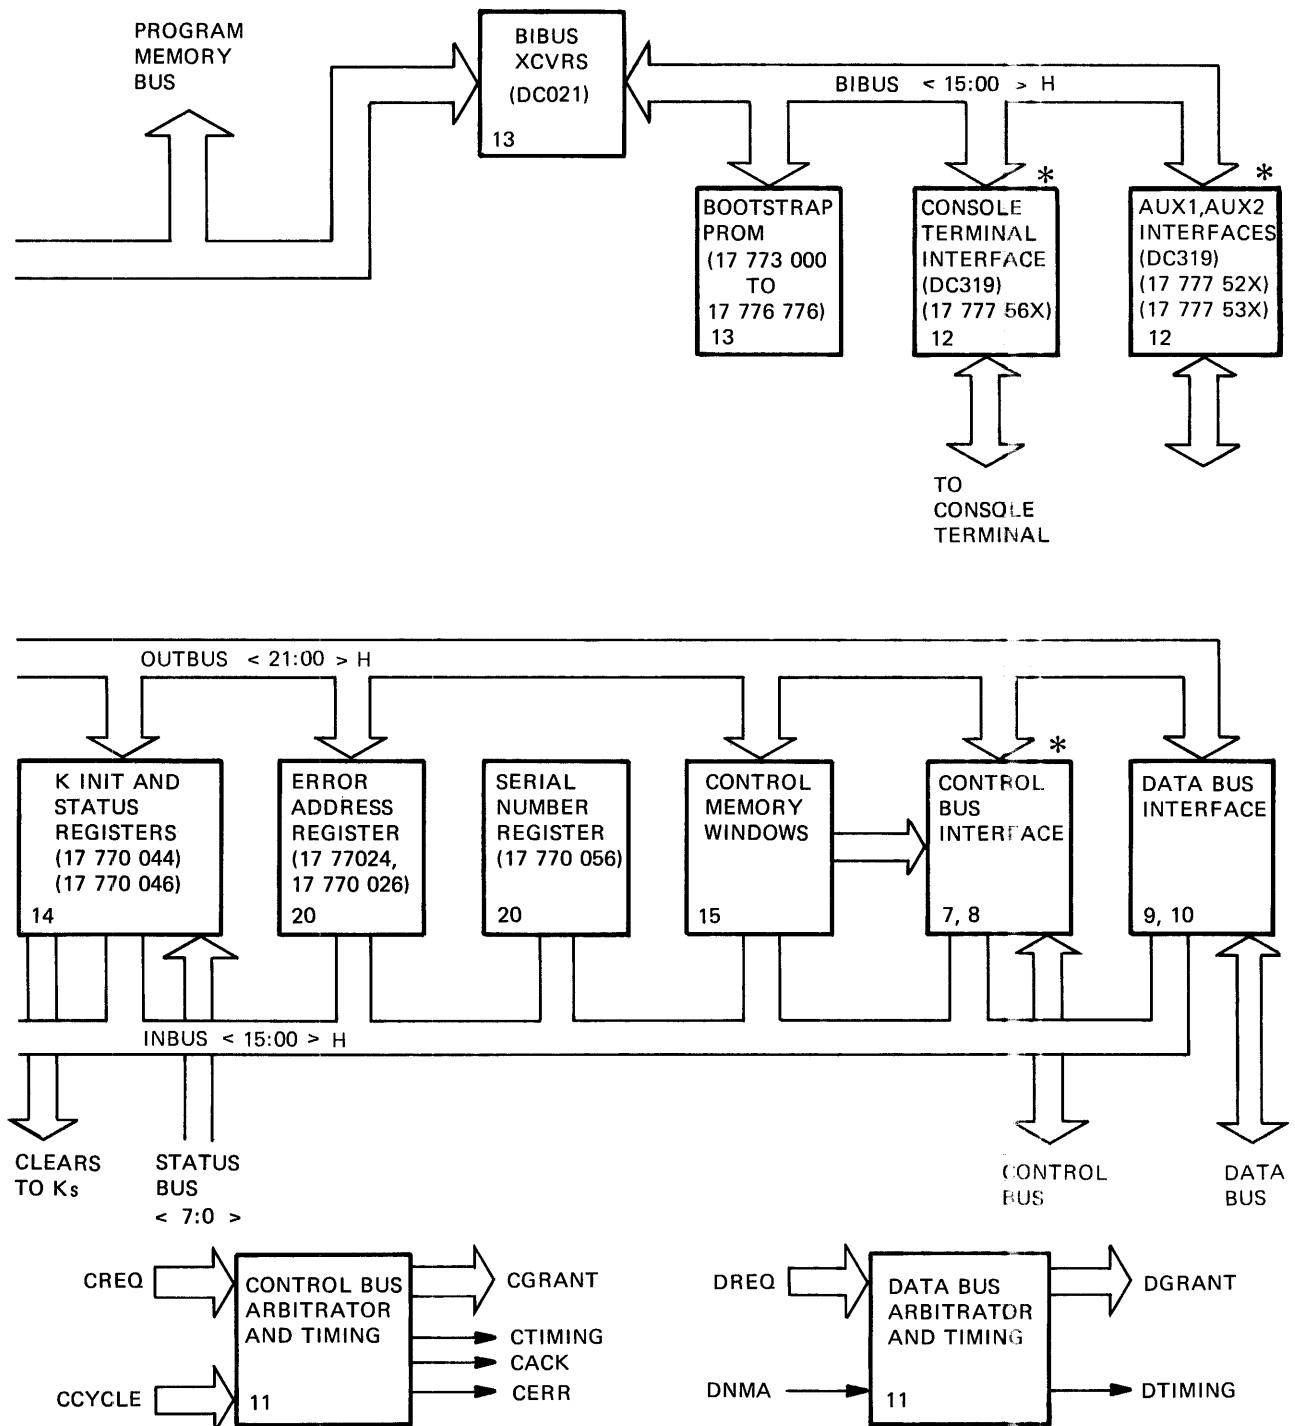 PROGRAM
MEMORY
BUS
BIBUS
XCVRS
(DC021)
13
BIBUS < 15:00 > H
BOOTSTRAP
PROM
(17 773 000
TO
17 776 776)
13
*
CONSOLE
TERMINAL
INTERFACE
(DC319)
(17 777 56X)
12
*
AUX1,AUX2
INTERFACES
(DC319)
(17 777 52X)
(17 777 53X)
12
TO
CONSOLE
TERMINAL
OUTBUS < 21:00 > H
K INIT AND
STATUS
REGISTERS
(17 770 044)
(17 770 046)
14
ERROR
ADDRESS
REGISTER
(17 77024,
17 770 026)
20
SERIAL
NUMBER
REGISTER
(17 770 056)
20
CONTROL
MEMORY
WINDOWS
15
*
CONTROL
BUS
INTERFACE
7, 8
DATA BUS
INTERFACE
9, 10
INBUS < 15:00 > H
CLEARS
TO Ks
STATUS
BUS
< 7:0 >
CONTROL
BUS
DATA
BUS
CREQ
CCYCLE
CONTROL BUS
ARBITRATOR
AND TIMING
11
CGRANT
CTIMING
CACK
CERR
DREQ
DNMA
DATA BUS
ARBITRATOR
AND TIMING
11
DGRANT
DTIMING